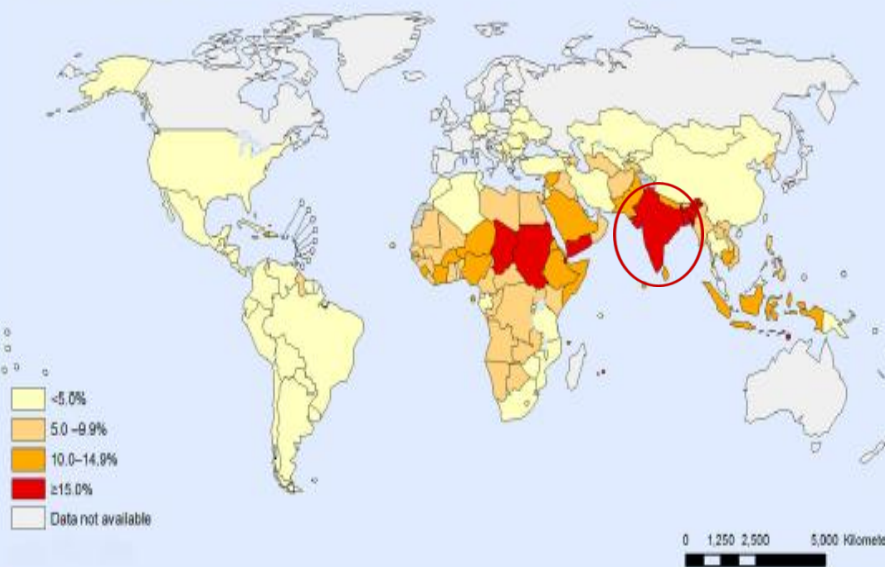 <5.0%
5.0 –9.9%
10.0–14.9%
≥15.0%
Data not available
0 1,250 2,500 5,000 Kilomete